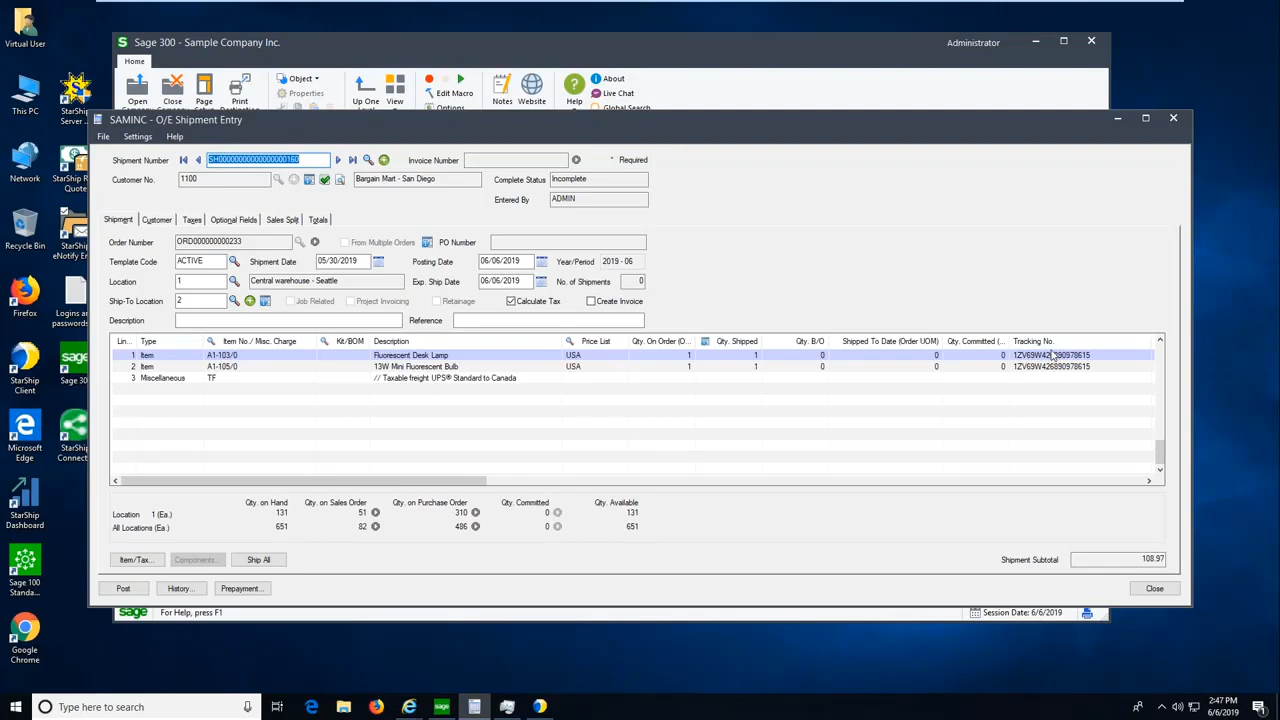 Virtual User
This PC
Network
Recycle Bin
Firefox
StarShip
Client
Microsoft
Edge
StarShip
Dashboard
Sage 100
Standa...
Google
Chrome
StarShip
Server
StarShip R
Quote
StarShip
eNotify E
Logins an
passwords
Sage 300
StarShip
Connect
Sage 300 - Sample Company Inc.
Administrator
Home
Open
Close
Page
Print
Object
Properties
Up One
View
Edit Macro
Options
Notes
Website
Help
About
Live Chat
Global Search
SAMINC - O/E Shipment Entry
File Settings Help
Shipment Number Invoice Number * Required
Customer No. 1100 Bargain Mart - San Diego Complete Status Incomplete
Entered By ADMIN
Shipment Customer Taxes Optional Fields Sales Split Totals
Order Number ORD000000000233 From Multiple Orders PO Number
Template Code ACTIVE Shipment Date 05/30/2019 Posting Date 06/06/2019 Year/Period 2019 - 06
Location 1 Central warehouse - Seattle Exp. Ship Date 06/06/2019 No. of Shipments 0
Ship-To Location 2 Job Related Project Invoicing Retainage Calculate Tax Create Invoice
Description Reference
Lin... Type Item No./ Misc. Charge Kit/BOM Description Price List Qty. On Order (O... Qty. Shipped Qty. B/O Shipped To Date (Order UOM) Qty. Committed (... Tracking No.
1 Item A1-103/0 Fluorescent Desk Lamp USA 1 1 0 0 0 1ZV69W426890978615
2 Item A1-105/0 13W Mini Fluorescent Bulb USA 1 1 0 0 0 1ZV69W426890978615
3 Miscellaneous TF // Taxable freight UPS® Standard to Canada
Qty. on Hand Qty. on Sales Order Qty. on Purchase Order Qty. Committed Qty. Available
Location 1 (Ea.) 131 51 310 0 131
All Locations (Ea.) 651 82 486 0 651
Item/Tax... Components... Ship All Shipment Subtotal 108.97
Post History... Prepayment... Close
sage For Help, press F1 Session Date: 6/6/2019
Type here to search
sage
2:47 PM
6/6/2019